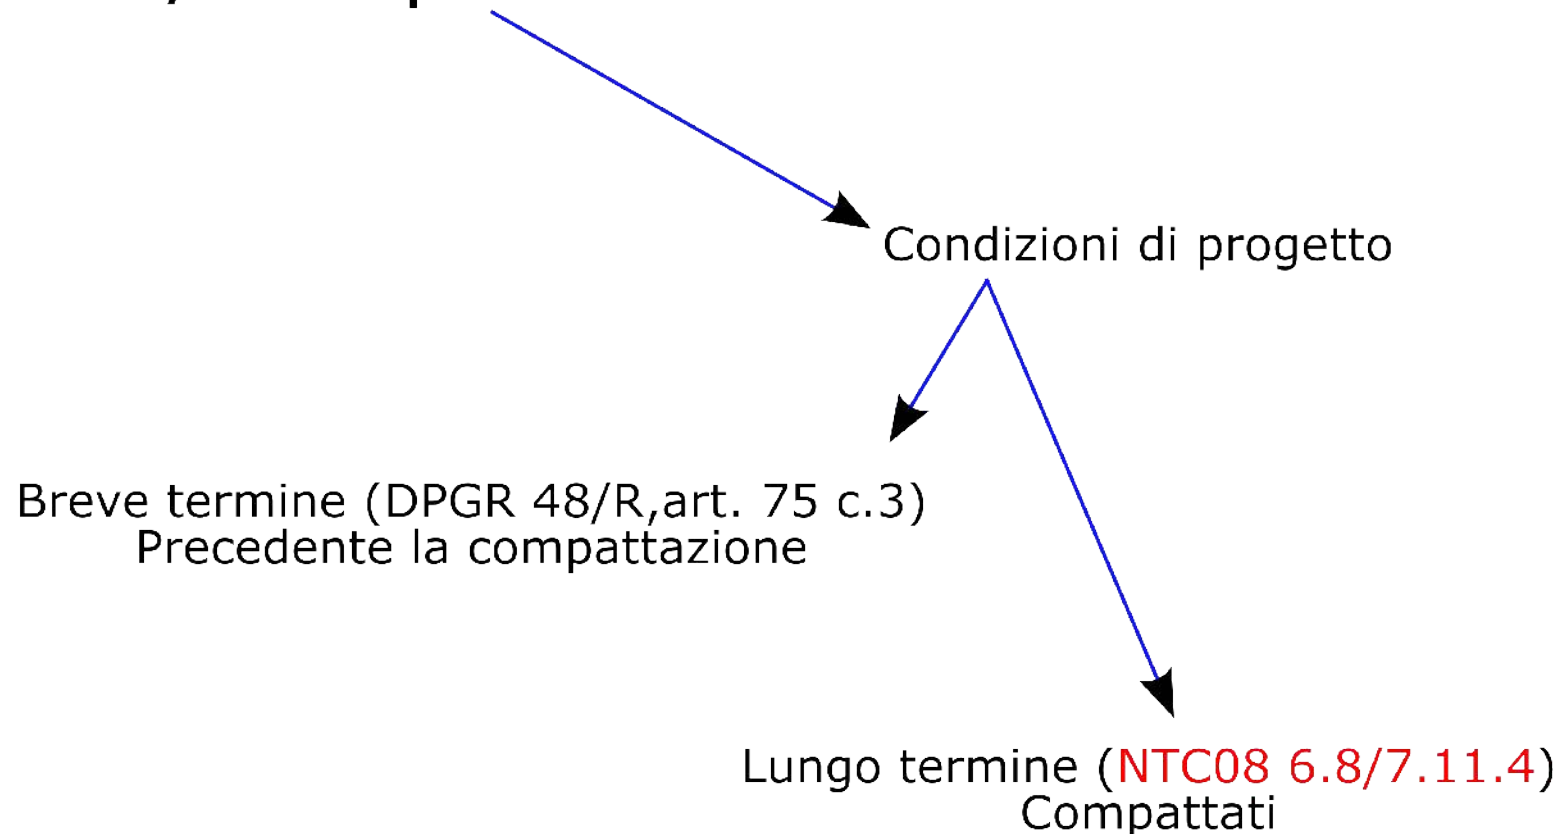 Condizioni di progetto
Breve termine (DPGR 48/R,art. 75 c.3)
Precedente la compattazione
Lungo termine (NTC08 6.8/7.11.4)
Compattati